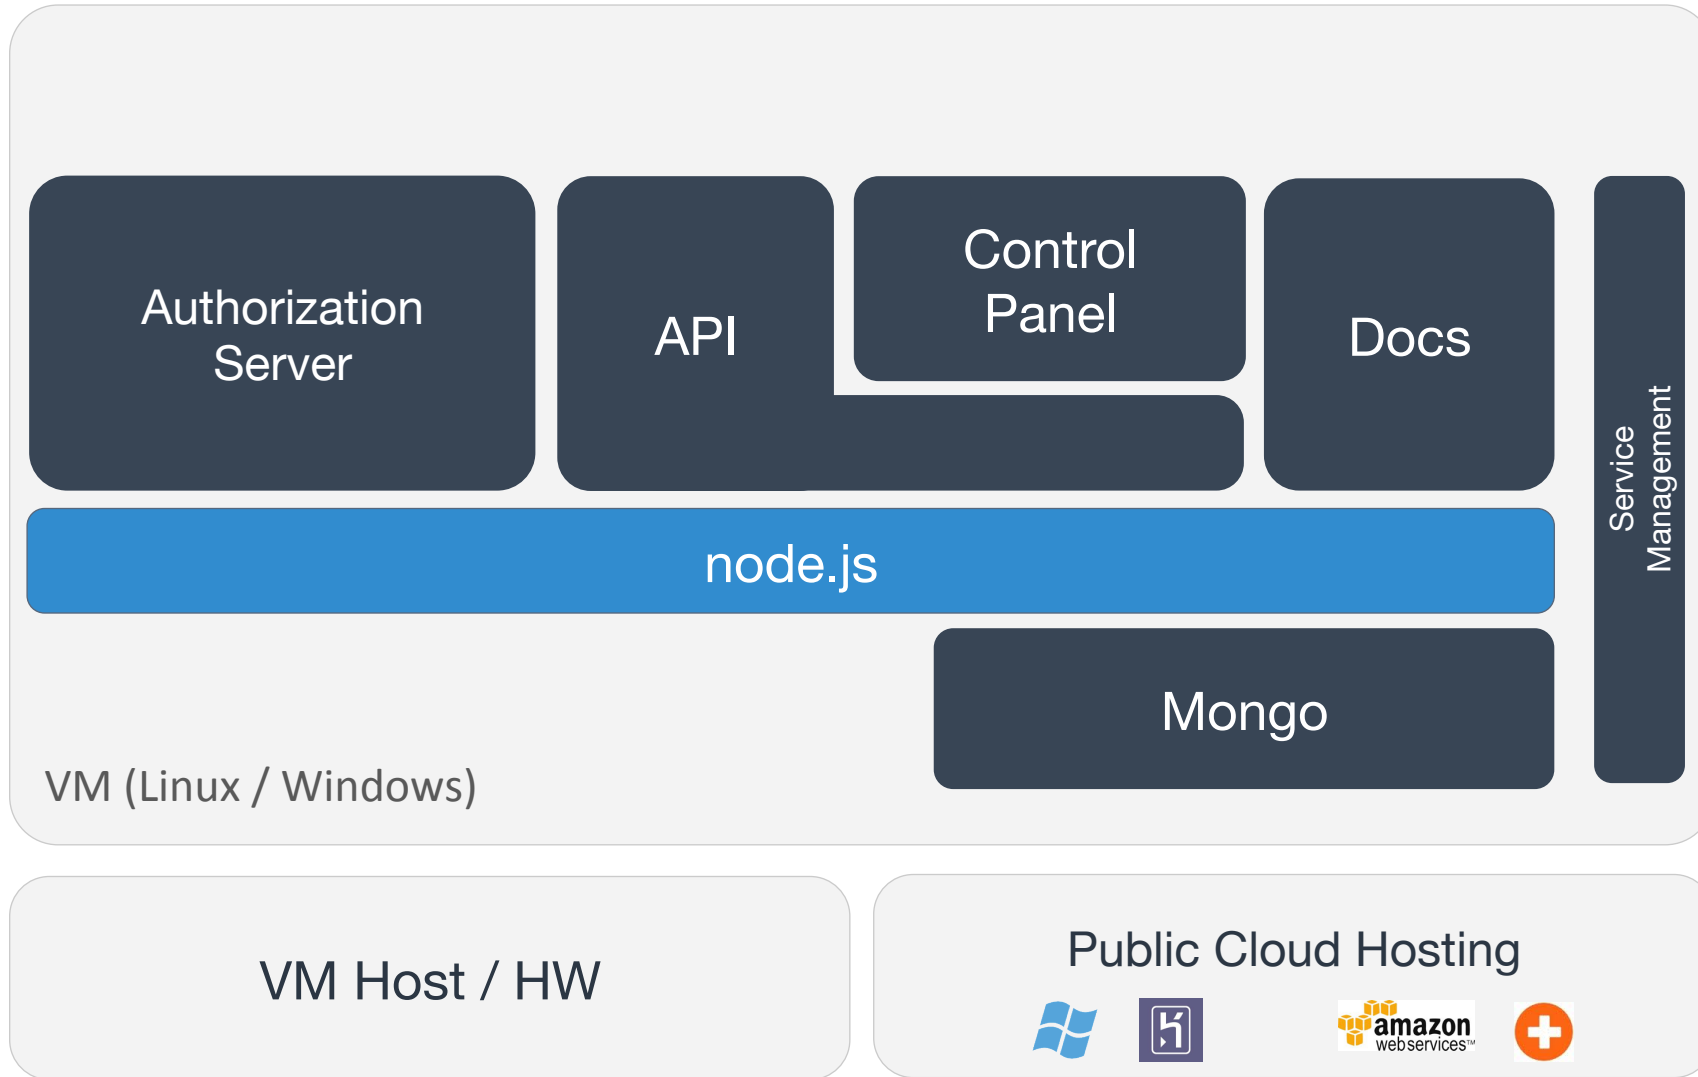 Authorization
Server
API
Control
Panel
Docs
Service
Management
node.js
Mongo
VM (Linux / Windows)
VM Host / HW
Public Cloud Hosting
amazon
webservices™